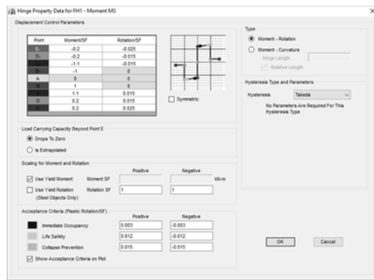 Hinge Property Data for FH1 - Moment M3
Displacement Control Parameters
Point Moment/SF Rotation/SF
E- -0.2 -0.025
D- -0.2 -0.015
-1.1 -0.015
B- -1 0
A 0 0
1 0
1.1 0.015
D 0.2 0.015
E 0.2 0.025
Symmetric
Load Carrying Capacity Beyond Point E
Drops To Zero
Is Extrapolated
Scaling for Moment and Rotation
Positive Negative
Use Yield Moment Moment SF kN-m
Use Yield Rotation Rotation SF 1 1
(Steel Objects Only)
Acceptance Criteria (Plastic Rotation/SF)
Positive Negative
Immediate Occupancy 0.003 -0.003
Life Safety 0.012 -0.012
Collapse Prevention 0.015 -0.015
Show Acceptance Criteria on Plot
Type
Moment - Rotation
Moment - Curvature
Hinge Length
Relative Length
Hysteresis Type and Parameters
Hysteresis Takeda
No Parameters Are Required For This
Hysteresis Type
OK Cancel